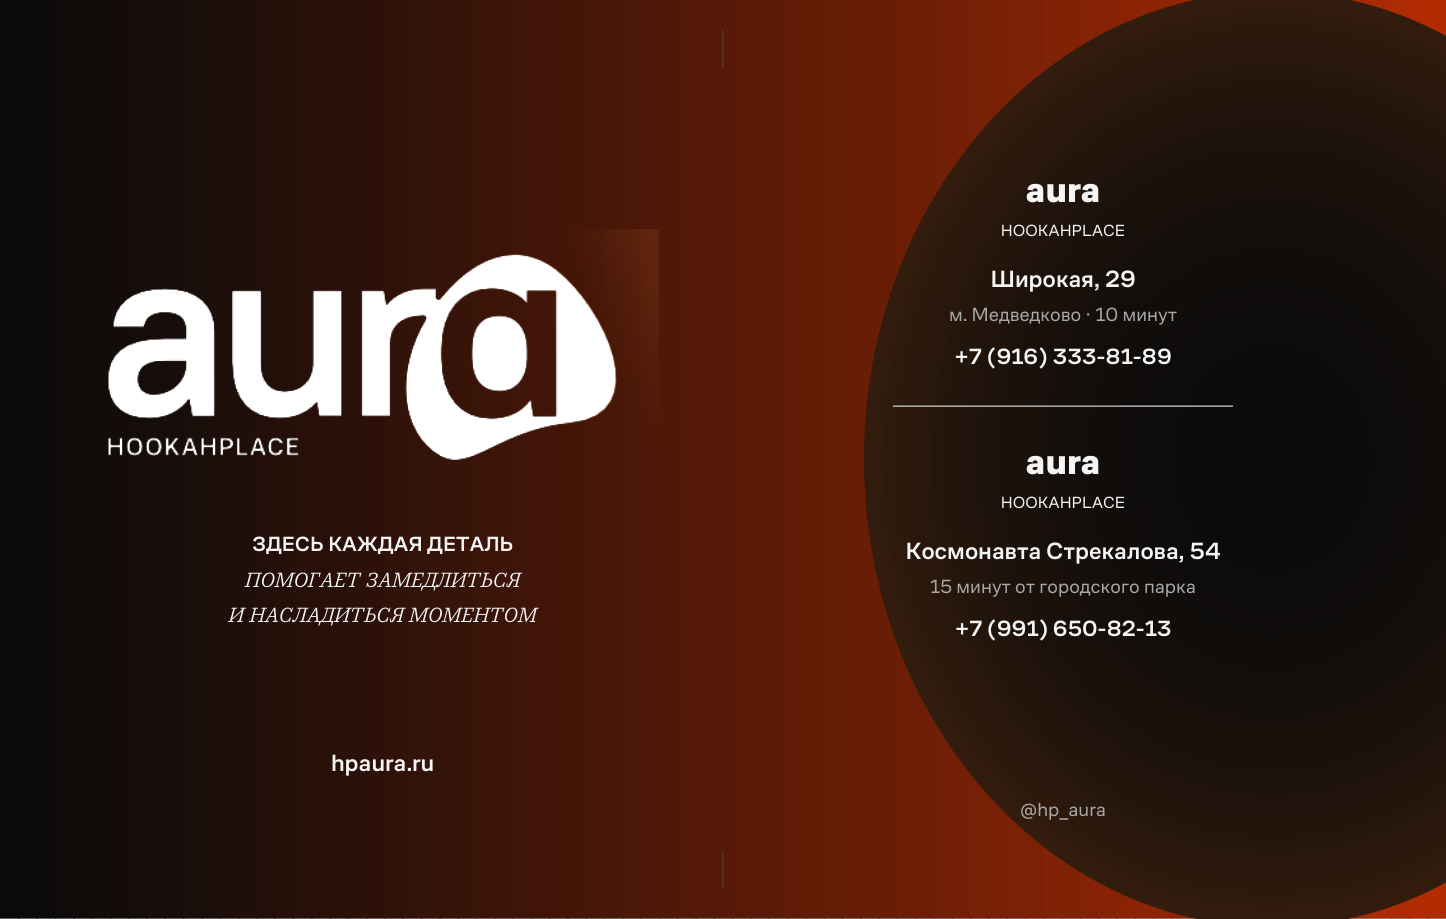 aura
HOOKAHPLACE
ЗДЕСЬ КАЖДАЯ ДЕТАЛЬ
ПОМОГАЕТ ЗАМЕДЛИТЬСЯ
И НАСЛАДИТЬСЯ МОМЕНТОМ
hpaura.ru
aura
HOOKAHPLACE
Широкая, 29
м. Медведково · 10 минут
+7 (916) 333-81-89
aura
HOOKAHPLACE
Космонавта Стрекалова, 54
15 минут от городского парка
+7 (991) 650-82-13
@hp_aura